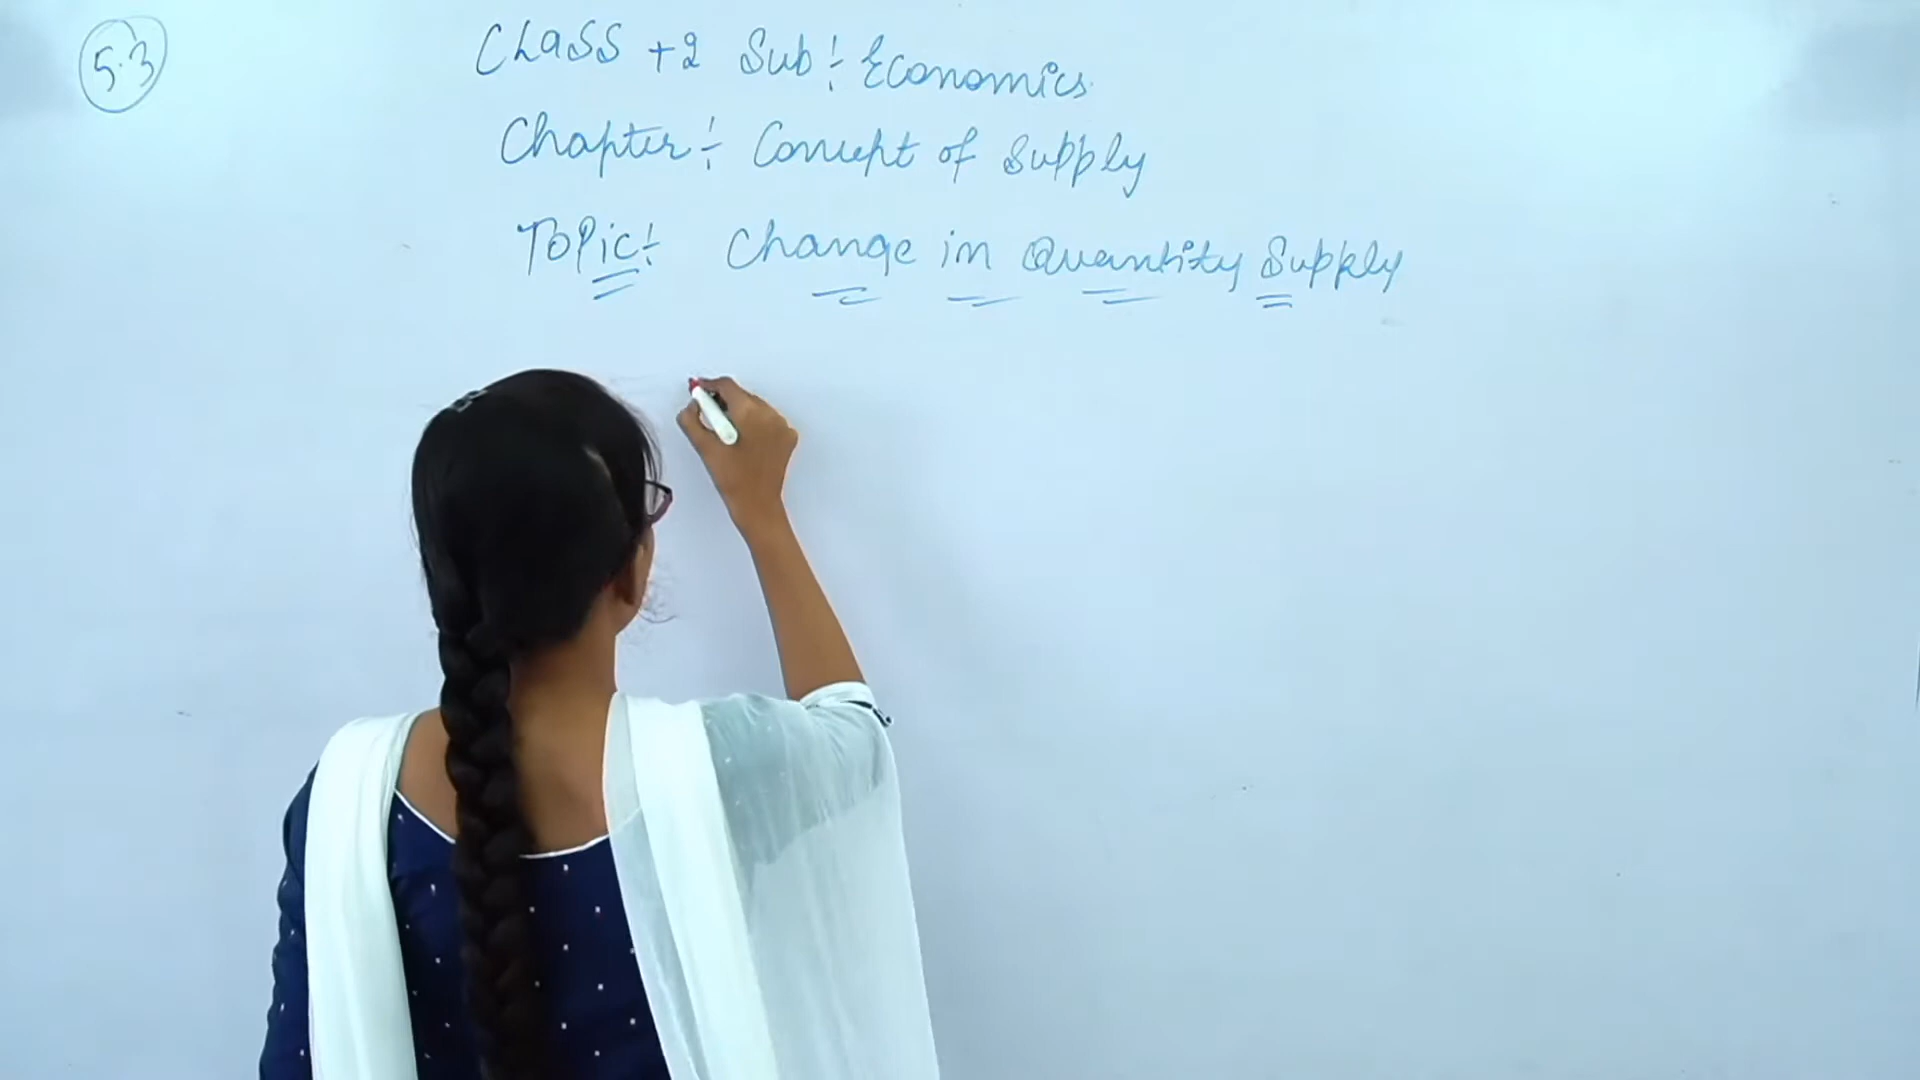 5.3
Class +2 Sub:- Economics
Chapter:- Concept of Supply
Topic:- Change in Quantity Supply